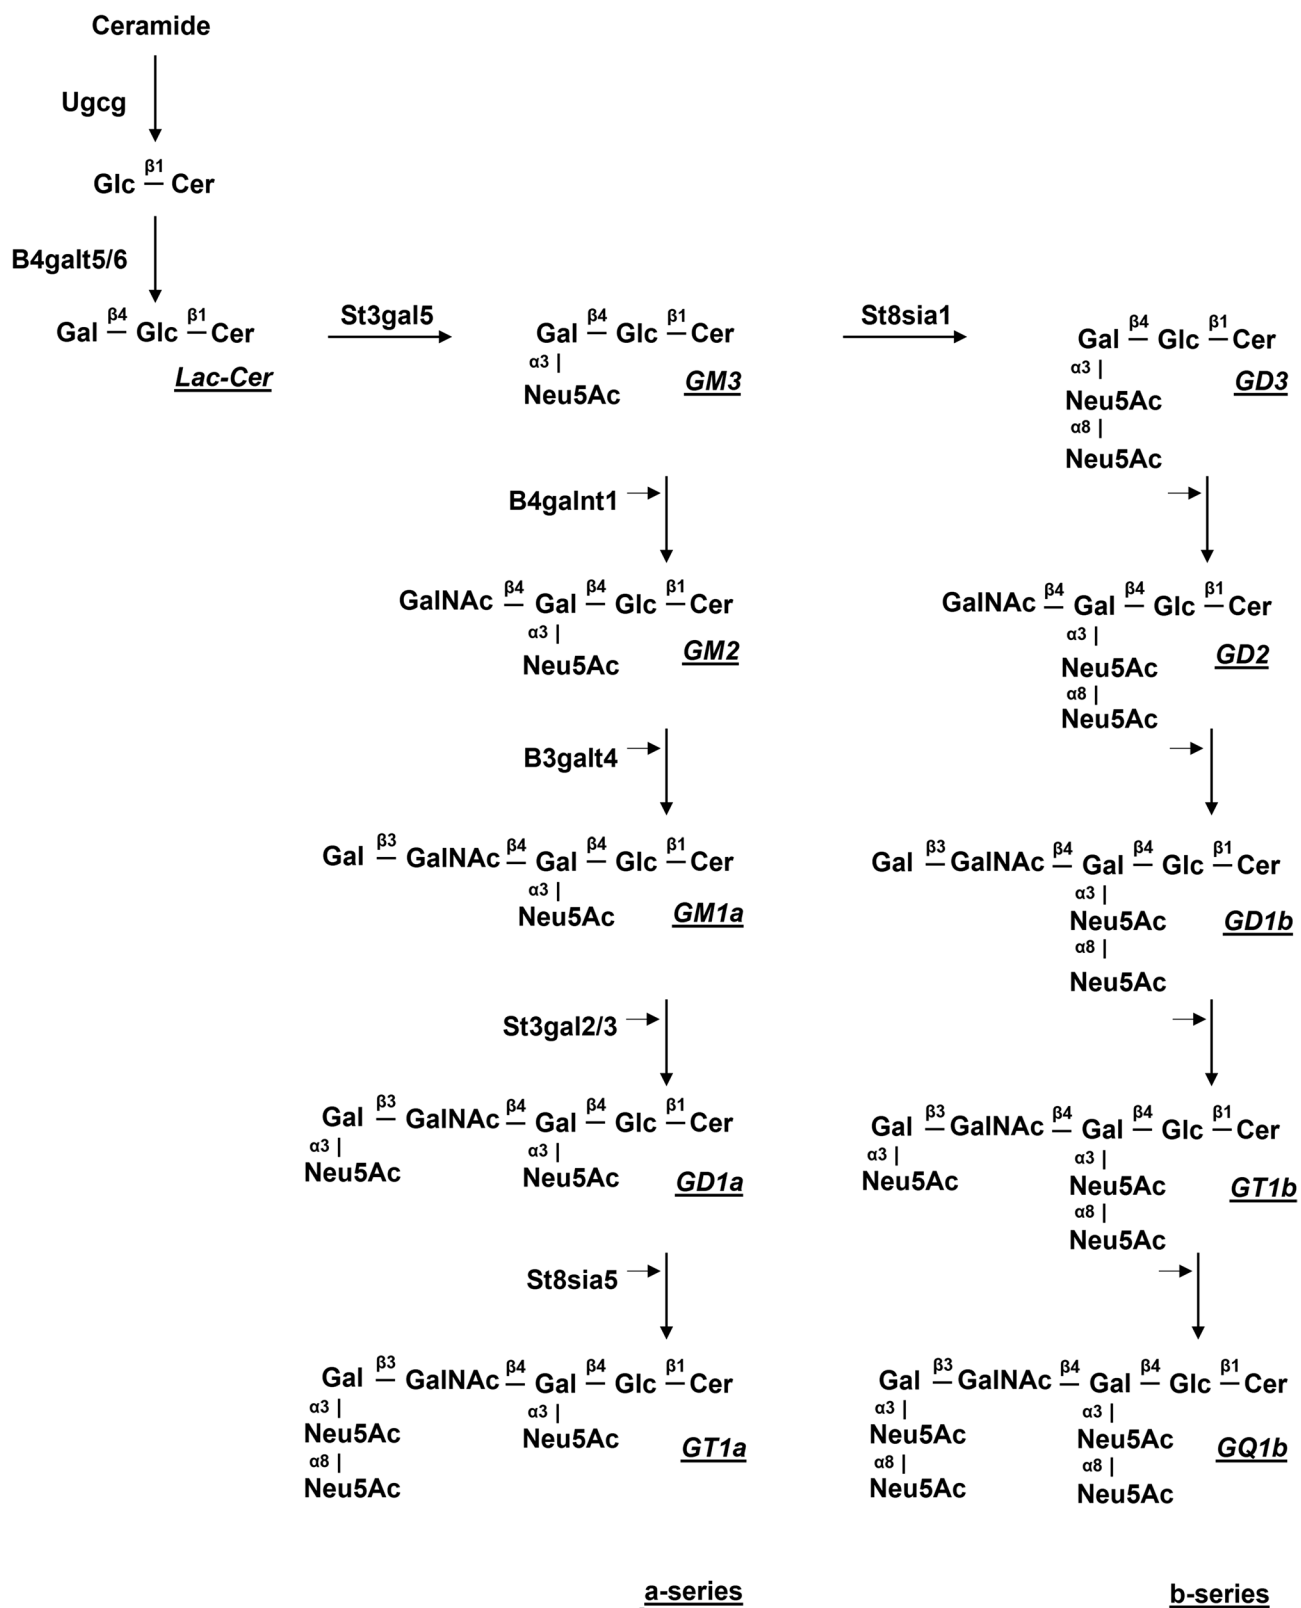 Ceramide
Ugcg
β1
Glc — Cer
B4galt5/6
β4 β1
Gal — Glc — Cer
Lac-Cer
St3gal5
β4 β1
Gal — Glc — Cer
α3 |
Neu5Ac
GM3
St8sia1
β4 β1
Gal — Glc — Cer
α3 |
Neu5Ac
α8 |
Neu5Ac
GD3
B4galnt1
β4 β4 β1
GalNAc — Gal — Glc — Cer
α3 |
Neu5Ac
GM2
β4 β4 β1
GalNAc — Gal — Glc — Cer
α3 |
Neu5Ac
α8 |
Neu5Ac
GD2
B3galt4
β3 β4 β4 β1
Gal — GalNAc — Gal — Glc — Cer
α3 |
Neu5Ac
GM1a
β3 β4 β4 β1
Gal — GalNAc — Gal — Glc — Cer
α3 |
Neu5Ac
α8 |
Neu5Ac
GD1b
St3gal2/3
β3 β4 β4 β1
Gal — GalNAc — Gal — Glc — Cer
α3 | α3 |
Neu5Ac Neu5Ac
GD1a
β3 β4 β4 β1
Gal — GalNAc — Gal — Glc — Cer
α3 | α3 |
Neu5Ac Neu5Ac
α8 |
Neu5Ac
GT1b
St8sia5
β3 β4 β4 β1
Gal — GalNAc — Gal — Glc — Cer
α3 | α3 |
Neu5Ac Neu5Ac
α8 |
Neu5Ac
GT1a
β3 β4 β4 β1
Gal — GalNAc — Gal — Glc — Cer
α3 | α3 |
Neu5Ac Neu5Ac
α8 | α8 |
Neu5Ac Neu5Ac
GQ1b
a-series
b-series